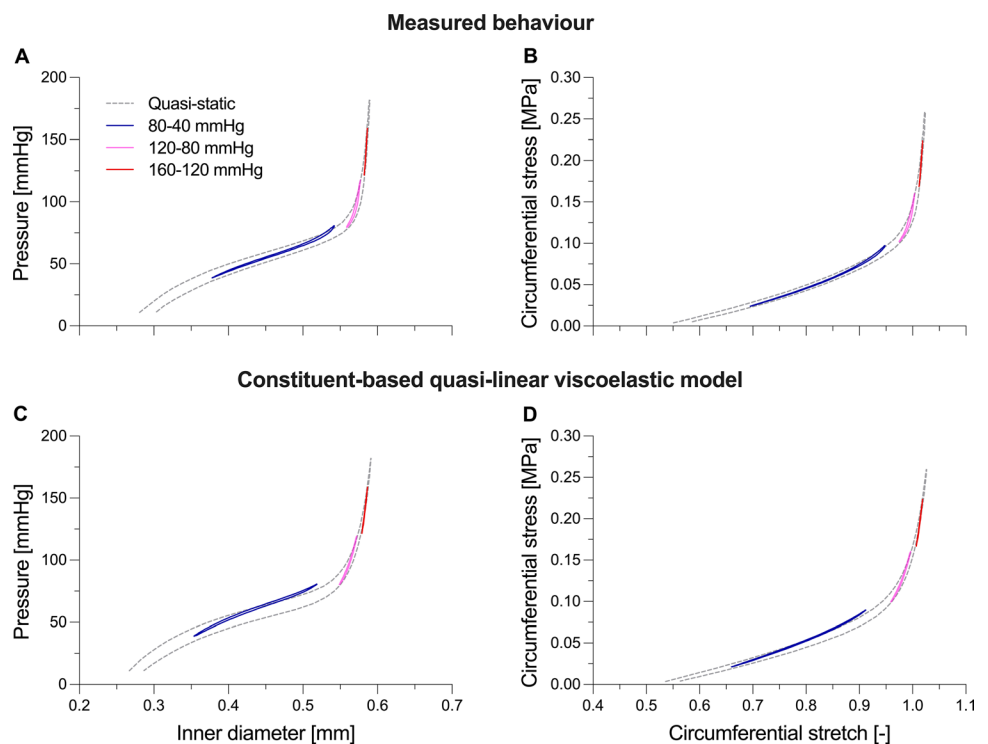 Measured behaviour
A
B
Pressure [mmHg]
200
150
100
50
0
Quasi-static
80-40 mmHg
120-80 mmHg
160-120 mmHg
Circumferential stress [MPa]
0.30
0.25
0.20
0.15
0.10
0.05
0.00
Constituent-based quasi-linear viscoelastic model
C
D
Pressure [mmHg]
200
150
100
50
0
0.2 0.3 0.4 0.5 0.6 0.7
Inner diameter [mm]
Circumferential stress [MPa]
0.30
0.25
0.20
0.15
0.10
0.05
0.00
0.4 0.5 0.6 0.7 0.8 0.9 1.0 1.1
Circumferential stretch [-]